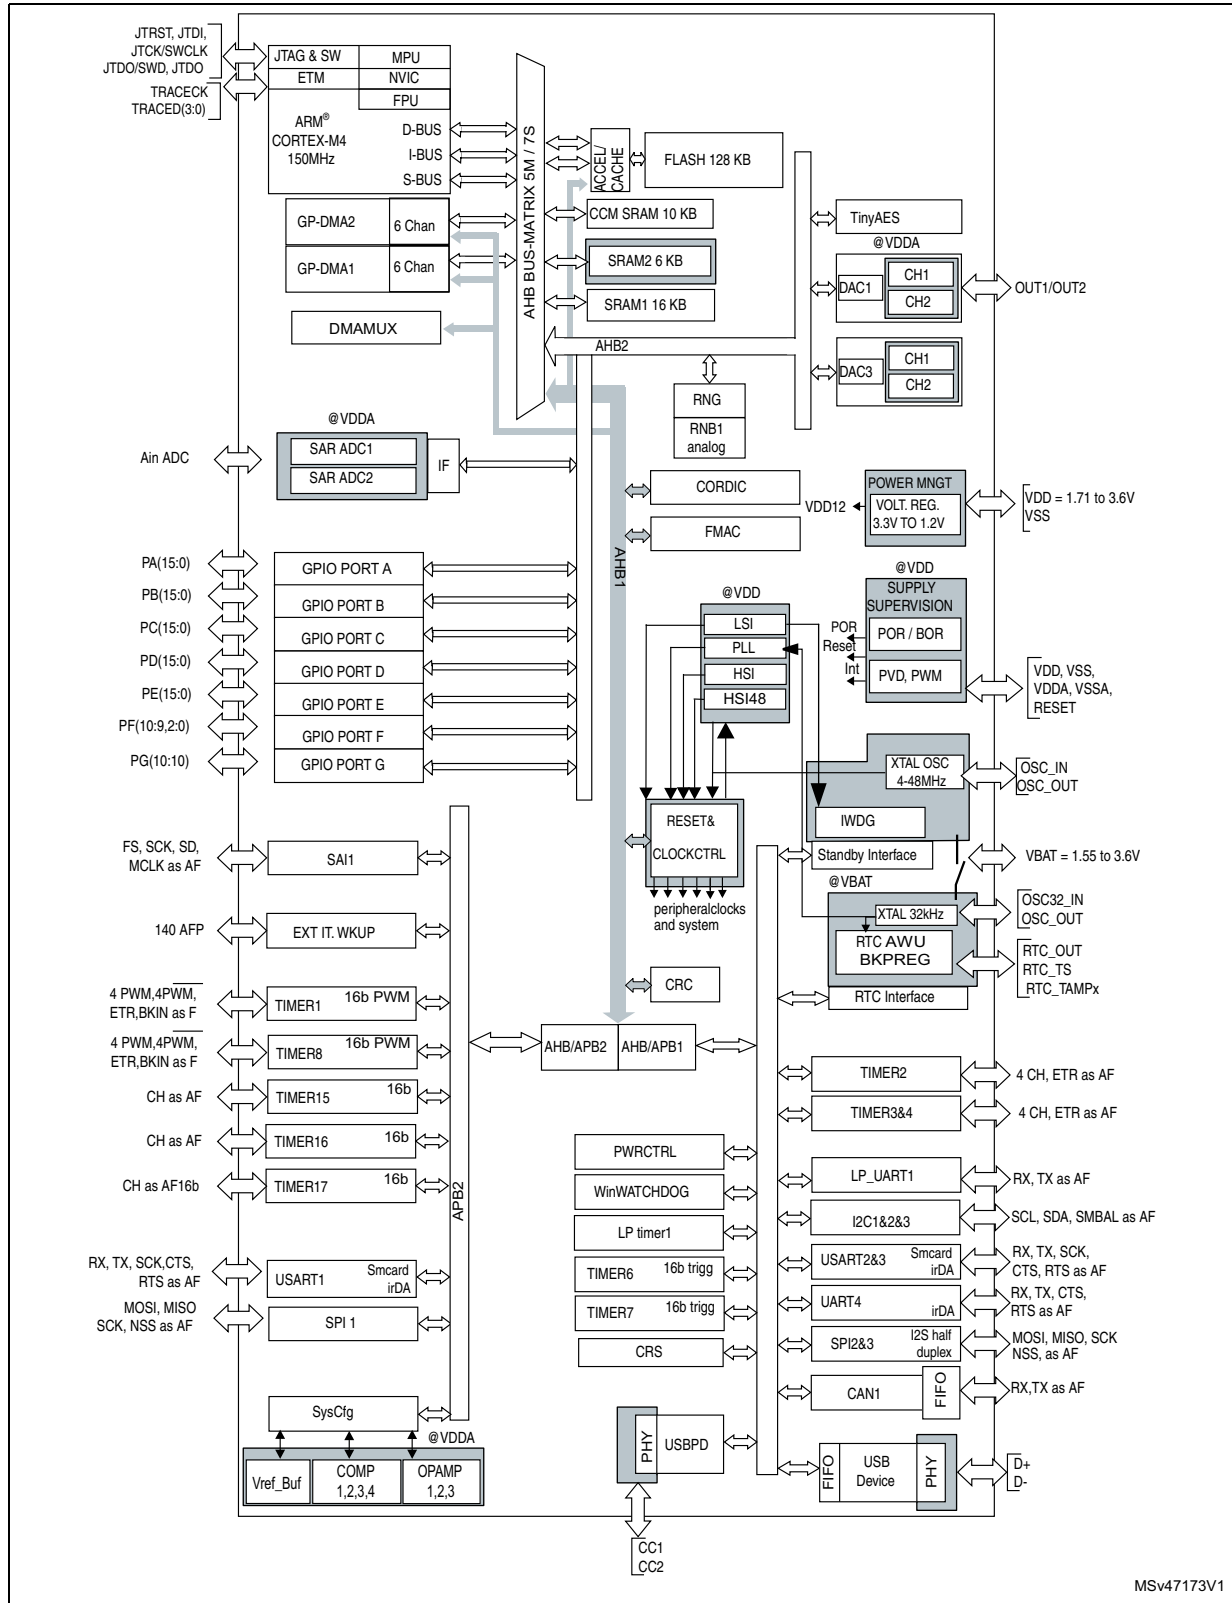 JTRST, JTDI,
JTCK/SWCLK
JTDO/SWD, JTDO
TRACECK
TRACED(3:0)
JTAG & SW
MPU
ETM
NVIC
FPU
ARM®
CORTEX-M4
150MHz
D-BUS
I-BUS
S-BUS
GP-DMA2
6 Chan
GP-DMA1
6 Chan
DMAMUX
AHB BUS-MATRIX 5M / 7S
ACCEL/
CACHE
FLASH 128 KB
CCM SRAM 10 KB
SRAM2 6 KB
SRAM1 16 KB
AHB2
RNG
RNB1
analog
TinyAES
@VDDA
DAC1
CH1
CH2
OUT1/OUT2
DAC3
CH1
CH2
@VDDA
Ain ADC
SAR ADC1
SAR ADC2
IF
CORDIC
FMAC
AHB1
VDD12
POWER MNGT
VOLT. REG.
3.3V TO 1.2V
VDD = 1.71 to 3.6V
VSS
@VDD
SUPPLY
SUPERVISION
POR
Reset
Int
POR / BOR
PVD, PWM
VDD, VSS,
VDDA, VSSA,
RESET
PA(15:0)
GPIO PORT A
PB(15:0)
GPIO PORT B
PC(15:0)
GPIO PORT C
PD(15:0)
GPIO PORT D
PE(15:0)
GPIO PORT E
PF(10:9,2:0)
GPIO PORT F
PG(10:10)
GPIO PORT G
@VDD
LSI
PLL
HSI
HSI48
XTAL OSC
4-48MHz
OSC_IN
OSC_OUT
IWDG
RESET&
CLOCKCTRL
peripheralclocks
and system
Standby Interface
VBAT = 1.55 to 3.6V
@VBAT
XTAL 32kHz
OSC32_IN
OSC_OUT
RTC AWU
BKPREG
RTC_OUT
RTC_TS
RTC_TAMPx
RTC Interface
CRC
AHB/APB2
AHB/APB1
FS, SCK, SD,
MCLK as AF
SAI1
140 AFP
EXT IT. WKUP
4 PWM,4PWM,
ETR,BKIN as F
TIMER1
16b PWM
4 PWM,4PWM,
ETR,BKIN as F
TIMER8
16b PWM
CH as AF
TIMER15
16b
CH as AF
TIMER16
16b
CH as AF16b
TIMER17
16b
APB2
RX, TX, SCK,CTS,
RTS as AF
USART1
Smcard
irDA
MOSI, MISO
SCK, NSS as AF
SPI 1
SysCfg
@VDDA
Vref_Buf
COMP
1,2,3,4
OPAMP
1,2,3
PWRCTRL
WinWATCHDOG
LP timer1
TIMER6
16b trigg
TIMER7
16b trigg
CRS
PHY
USBPD
CC1
CC2
TIMER2
4 CH, ETR as AF
TIMER3&4
4 CH, ETR as AF
LP_UART1
RX, TX as AF
I2C1&2&3
SCL, SDA, SMBAL as AF
USART2&3
Smcard
irDA
RX, TX, SCK,
CTS, RTS as AF
UART4
irDA
RX, TX, CTS,
RTS as AF
SPI2&3
I2S half
duplex
MOSI, MISO, SCK
NSS, as AF
CAN1
FIFO
RX,TX as AF
FIFO
USB
Device
PHY
D+
D-
MSv47173V1